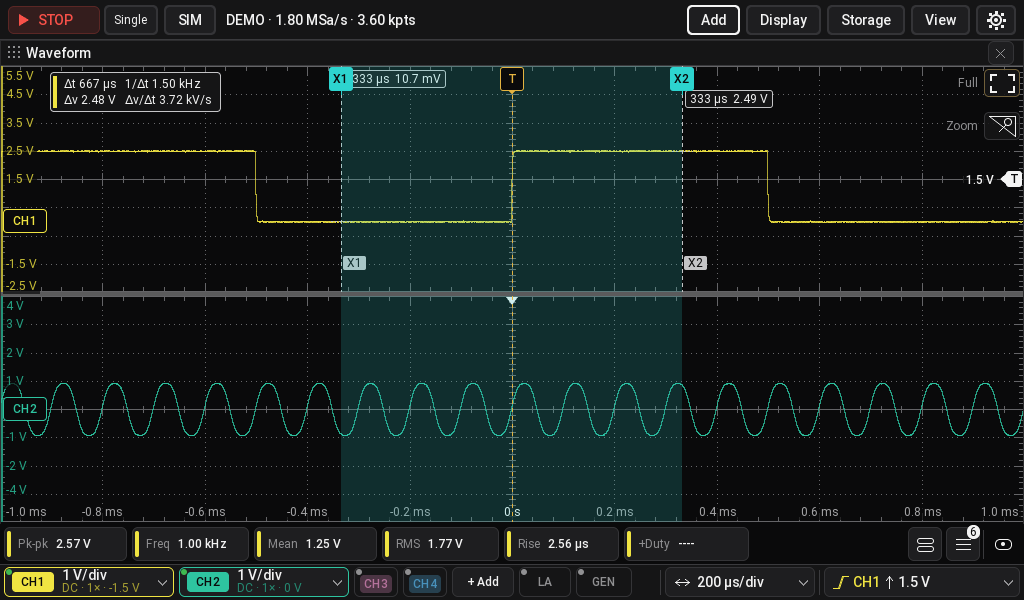 STOP Single SIM DEMO · 1.80 MSa/s · 3.60 kpts Add Display Storage View
Waveform
Δt 667 µs 1/Δt 1.50 kHz
Δv 2.48 V Δv/Δt 3.72 kV/s
X1 333 µs 10.7 mV
T
X2
333 µs 2.49 V
Full
Zoom
5.5 V
4.5 V
3.5 V
2.5 V
1.5 V
1.5 V T
CH1
-1.5 V
-2.5 V
X1
X2
4 V
3 V
2 V
1 V
CH2
-1 V
-2 V
-4 V
-1.0 ms -0.8 ms -0.6 ms -0.4 ms -0.2 ms 0 s 0.2 ms 0.4 ms 0.6 ms 0.8 ms 1.0 ms
Pk-pk 2.57 V Freq 1.00 kHz Mean 1.25 V RMS 1.77 V Rise 2.56 µs +Duty ----
6
CH1 1 V/div
DC · 1× · -1.5 V
CH2 1 V/div
DC · 1× · 0 V
CH3 CH4 + Add LA GEN 200 µs/div CH1 1.5 V